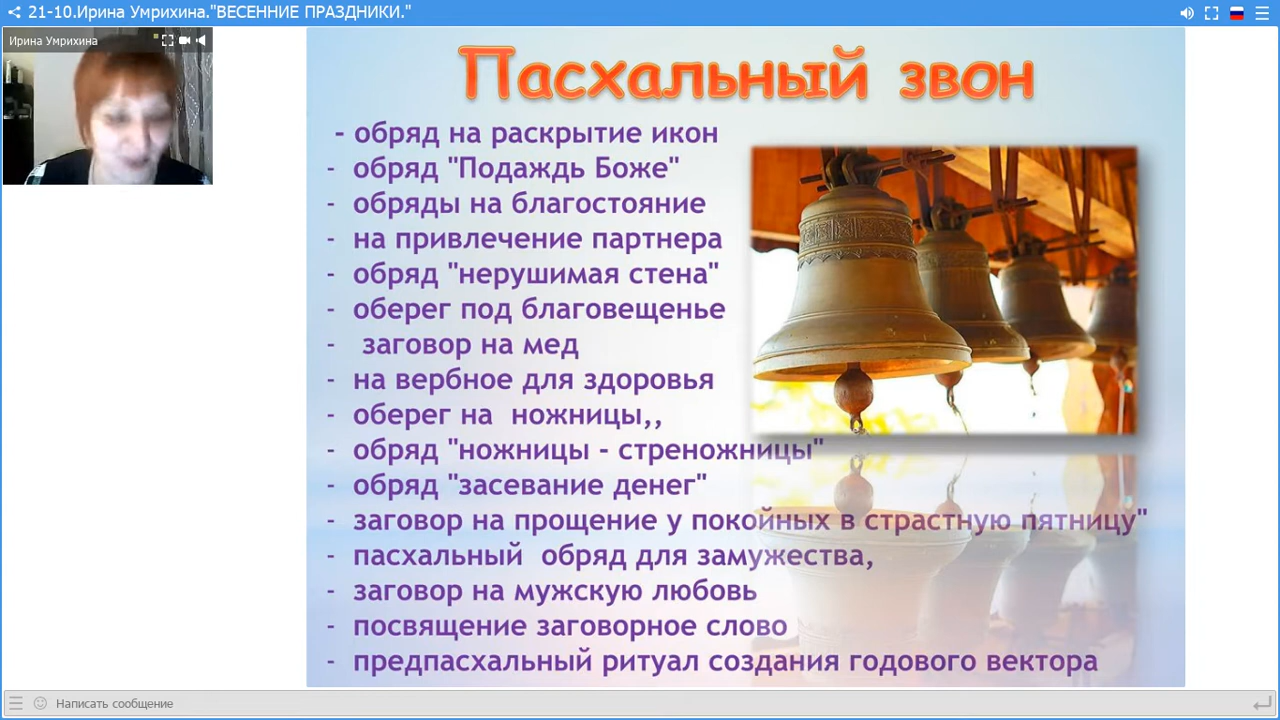 21-10.Ирина Умрихина."ВЕСЕННИЕ ПРАЗДНИКИ."
Ирина Умрихина
Пасхальный звон
- обряд на раскрытие икон
- обряд "Подаждь Боже"
- обряды на благостояние
- на привлечение партнера
- обряд "нерушимая стена"
- оберег под благовещенье
- заговор на мед
- на вербное для здоровья
- оберег на ножницы,,
- обряд "ножницы - стреножницы"
- обряд "засевание денег"
- заговор на прощение у покойных в страстную пятницу"
- пасхальный обряд для замужества,
- заговор на мужскую любовь
- посвящение заговорное слово
- предпасхальный ритуал создания годового вектора
Написать сообщение